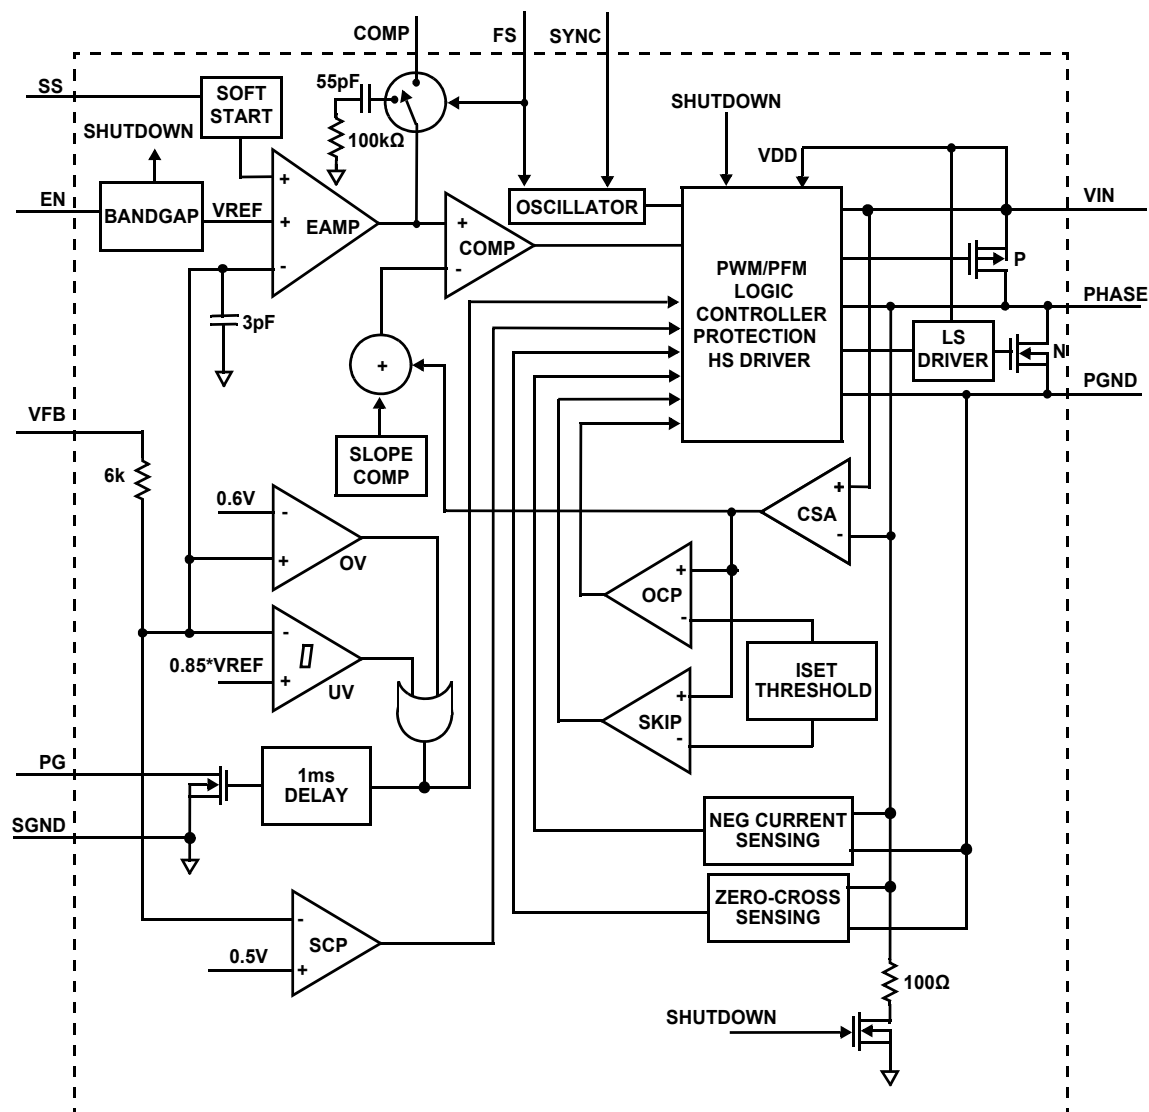 COMP
FS
SYNC
SS
SOFT
START
55pF
100kΩ
SHUTDOWN
SHUTDOWN
VDD
EN
BANDGAP
VREF
+
+
-
EAMP
+
-
COMP
OSCILLATOR
PWM/PFM
LOGIC
CONTROLLER
PROTECTION
HS DRIVER
VIN
P
PHASE
LS
DRIVER
N
PGND
3pF
+
SLOPE
COMP
VFB
6k
0.6V
-
+
OV
0.85*VREF
-
+
UV
+
-
CSA
+
-
OCP
ISET
THRESHOLD
+
-
SKIP
PG
1ms
DELAY
SGND
NEG CURRENT
SENSING
ZERO-CROSS
SENSING
0.5V
-
+
SCP
100Ω
SHUTDOWN